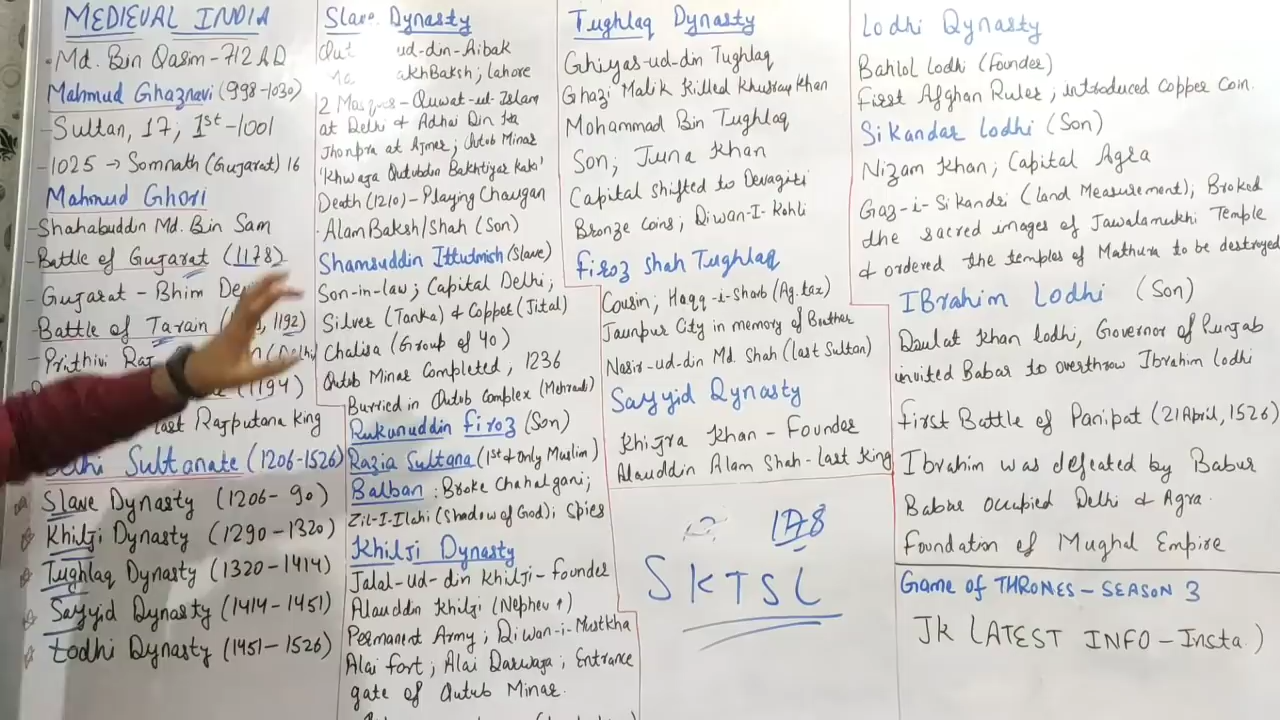 MEDIEVAL INDIA
Md. Bin Qasim - 712 AD
Mahmud Ghaznavi (998-1030)
- Sultan, 17; 1st - 1001
- 1025 → Somnath (Gujarat) 16
Mahmud Ghori
- Shahabuddin Md. Bin Sam
- Battle of Gujarat (1178)
- Gujarat - Bhim De
- Battle of Tarain 1192)
- Prithvi Raj
(1194)
last Rajputana King
Sultanate (1206-1526)
Slave Dynasty (1206-90)
Khilji Dynasty (1290-1320)
Tughlaq Dynasty (1320-1414)
Sayyid Dynasty (1414-1451)
Lodhi Dynasty (1451-1526)
Slave Dynasty
Qut ud-din-Aibak
akhBaksh; Lahore
2 Mosques - Quwat-ud-Islam
at Delhi & Adhai Din Ka
Jhonpra at Ajmer; Qutub Minar
'Khwaja Qutubdin Bakhtiyar Kaki'
Death (1210) - Playing Chaugan
Alam Baksh/Shah (Son)
Shamsuddin Iltutmish (Slave)
Son-in-law; Capital Delhi;
Silver (Tanka) & Copper (Jital)
Chalisa (Group of 40)
Qutub Minar Completed, 1236
Burried in Qutub Complex (Mehrauli)
Rukunuddin Firoz (Son)
Razia Sultana (1st & only Muslim)
Balban : Broke Chahalgani;
Zil-I-Ilahi (Shadow of God); Spies
Khilji Dynasty
Jalal-ud-din Khilji - Founder
Alauddin Khilji (Nephew)
Permanent Army; Diwan-i-Mustkha
Alai Fort; Alai Darwaja; Entrance
gate of Qutub Minar.
Tughlaq Dynasty
Ghiyas-ud-din Tughlaq
Ghazi Malik Killed Khusrav Khan
Mohammad Bin Tughlaq
Son; Juna Khan
Capital Shifted to Devagiri
Bronze Coins; Diwan-I-Kohli
Firoz Shah Tughlaq
Cousin; Haqq-i-Sharb (Ag. tax)
Jaunpur City in memory of Brother
Nasir-ud-din Md. Shah (last Sultan)
Sayyid Dynasty
Khijra Khan - Founder
Alauddin Alam Shah - Last King
178
SKTSL
Lodhi Dynasty
Bahlol Lodhi (Founder)
First Afghan Ruler; introduced Copper Coin.
Sikandar Lodhi (Son)
Nizam Khan; Capital Agra
Gaz-i-Sikandri (land Measurement); Broked
the sacred images of Jawalamukhi Temple
& ordered the temples of Mathura to be destroyed
IBrahim Lodhi (Son)
Daulat Khan lodhi, Governor of Punjab
invited Babar to overthrow Ibrahim lodhi
First Battle of Panipat (21 April, 1526)
Ibrahim was defeated by Babur
Babur occupied Delhi & Agra.
Foundation of Mughal Empire
Game of THRONES - SEASON 3
JK LATEST INFO - Insta.)